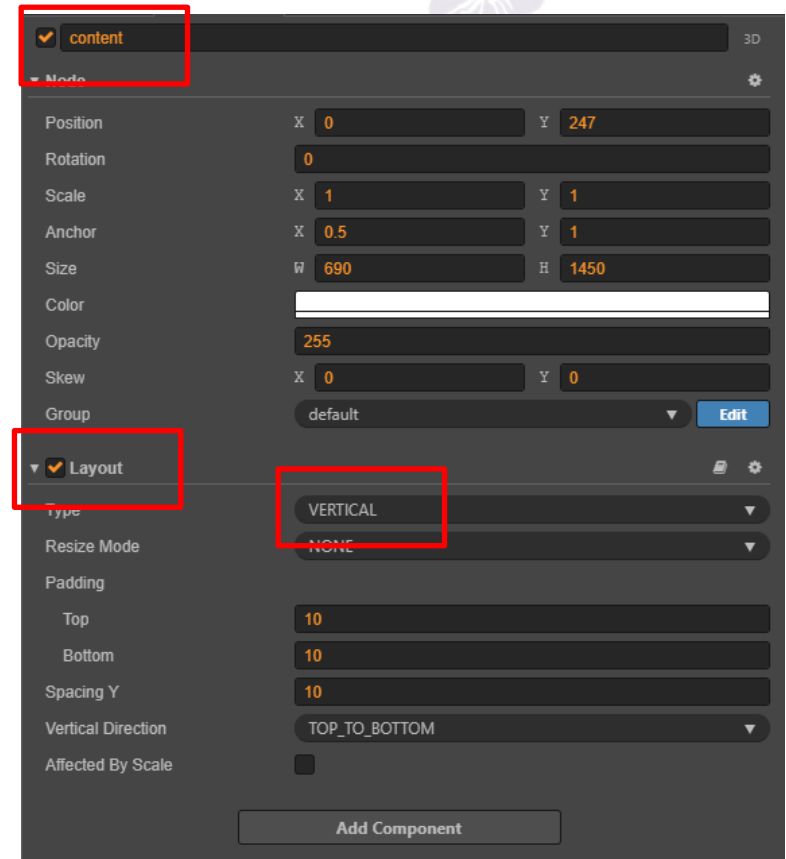 content 3D
Node
Position X 0 Y 247
Rotation 0
Scale X 1 Y 1
Anchor X 0.5 Y 1
Size W 690 H 1450
Color
Opacity 255
Skew X 0 Y 0
Group default Edit
Layout
Type VERTICAL
Resize Mode NONE
Padding
Top 10
Bottom 10
Spacing Y 10
Vertical Direction TOP_TO_BOTTOM
Affected By Scale
Add Component